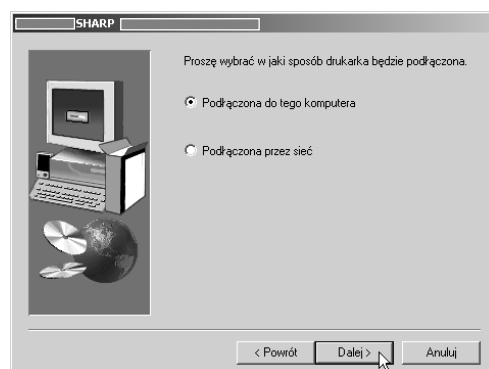 SHARP
Proszę wybrać w jaki sposób drukarka będzie podłączona.
Podłączona do tego komputera
Podłączona przez sieć
< Powrót
Dalej >
Anuluj